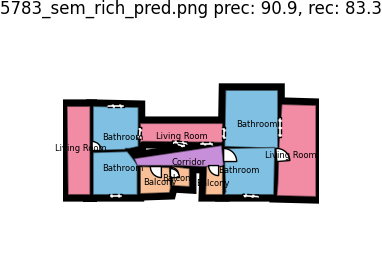 5783_sem_rich_pred.png prec: 90.9, rec: 83.3
Bathroom
Bathroom
Living Room
Living Room
Living Room
Corridor
Bathroom
Bathroom
Balcony
Balcony
Balcony